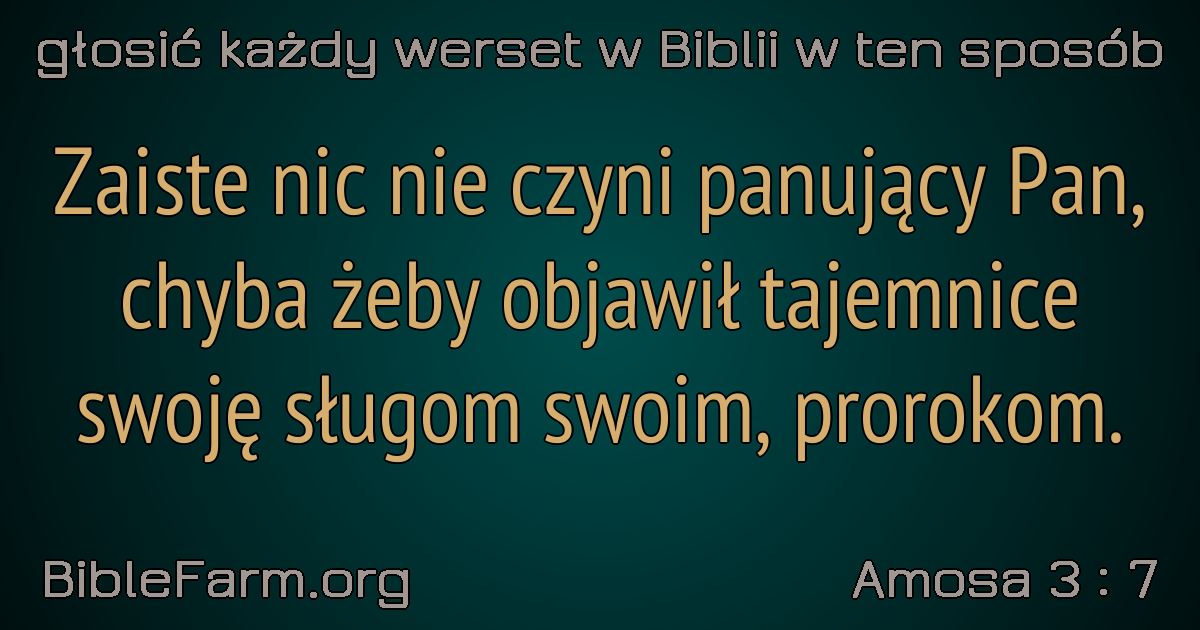 głosić każdy werset w Biblii w ten sposób
Zaiste nic nie czyni panujący Pan,
chyba żeby objawił tajemnice
swoję sługom swoim, prorokom.
BibleFarm.org
Amosa 3 : 7